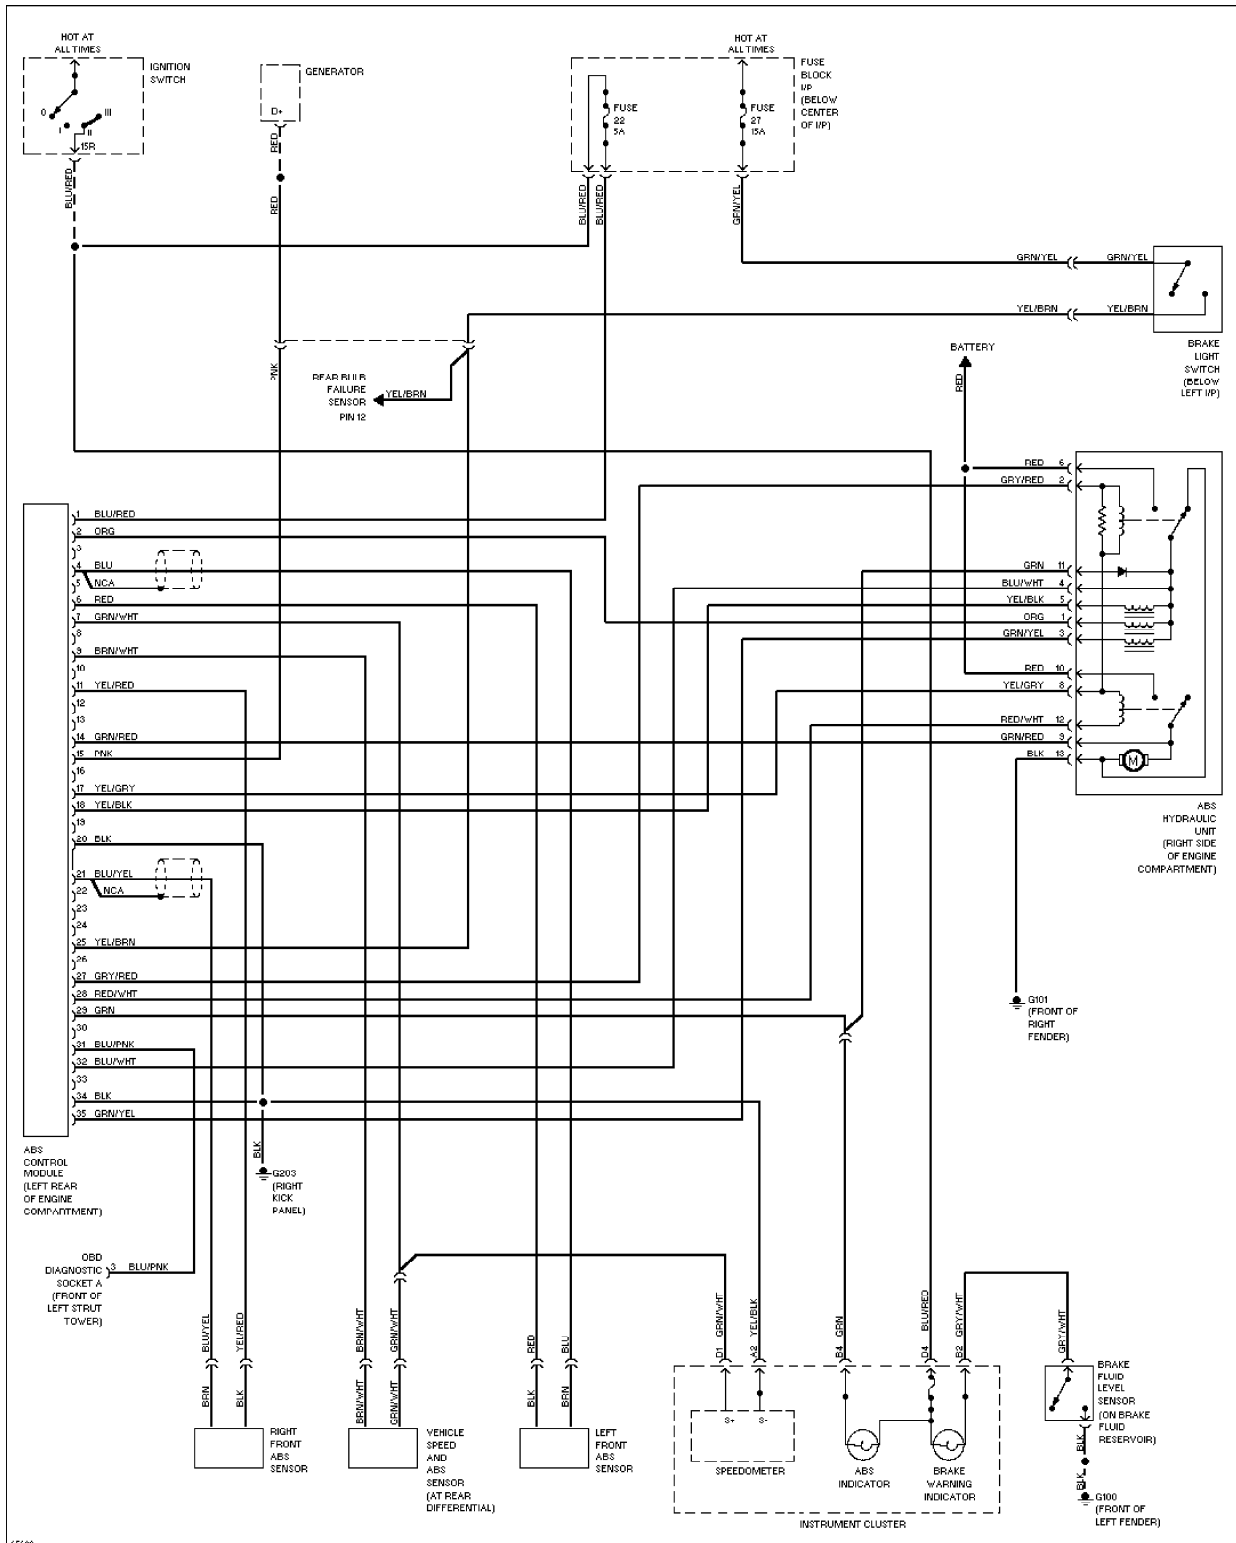 HOT AT
ALL TIMES
IGNITION
SWITCH
0
I
II
III
15R
BLU/RED
GENERATOR
D+
RED
RED
HOT AT
ALL TIMES
FUSE
BLOCK
I/P
(BELOW
CENTER
OF I/P)
FUSE
22
5A
FUSE
27
15A
BLU/RED
BLU/RED
GRN/YEL
GRN/YEL
GRN/YEL
YEL/BRN
YEL/BRN
BRAKE
LIGHT
SWITCH
(BELOW
LEFT I/P)
PNK
REAR BULB
FAILURE
SENSOR
PIN 12
YEL/BRN
BATTERY
RED
RED 6
GRY/RED 2
GRN 11
BLU/WHT 4
YEL/BLK 5
ORG 1
GRN/YEL 3
RED 10
YEL/GRY 8
RED/WHT 12
GRN/RED 9
BLK 13
M
ABS
HYDRAULIC
UNIT
(RIGHT SIDE
OF ENGINE
COMPARTMENT)
1 BLU/RED
2 ORG
3
4 BLU
5 NCA
6 RED
7 GRN/WHT
8
9 BRN/WHT
10
11 YEL/RED
12
13
14 GRN/RED
15 PNK
16
17 YEL/GRY
18 YEL/BLK
19
20 BLK
21 BLU/YEL
22 NCA
23
24
25 YEL/BRN
26
27 GRY/RED
28 RED/WHT
29 GRN
30
31 BLU/PNK
32 BLU/WHT
33
34 BLK
35 GRN/YEL
ABS
CONTROL
MODULE
(LEFT REAR
OF ENGINE
COMPARTMENT)
BLK
G203
(RIGHT
KICK
PANEL)
G101
(FRONT OF
RIGHT
FENDER)
OBD
DIAGNOSTIC
SOCKET A
(FRONT OF
LEFT STRUT
TOWER)
3 BLU/PNK
BLU/YEL
YEL/RED
BRN/WHT
GRN/WHT
RED
BLU
BRN
BLK
BRN/WHT
GRN/WHT
BLK
BRN
RIGHT
FRONT
ABS
SENSOR
VEHICLE
SPEED
AND
ABS
SENSOR
(AT REAR
DIFFERENTIAL)
LEFT
FRONT
ABS
SENSOR
D1 GRN/WHT
A2 YEL/BLK
B4 GRN
D4 BLU/RED
B2 GRY/WHT
GRY/WHT
S+
S-
SPEEDOMETER
ABS
INDICATOR
BRAKE
WARNING
INDICATOR
INSTRUMENT CLUSTER
BRAKE
FLUID
LEVEL
SENSOR
(ON BRAKE
FLUID
RESERVOIR)
BLK
BLK
G100
(FRONT OF
LEFT FENDER)